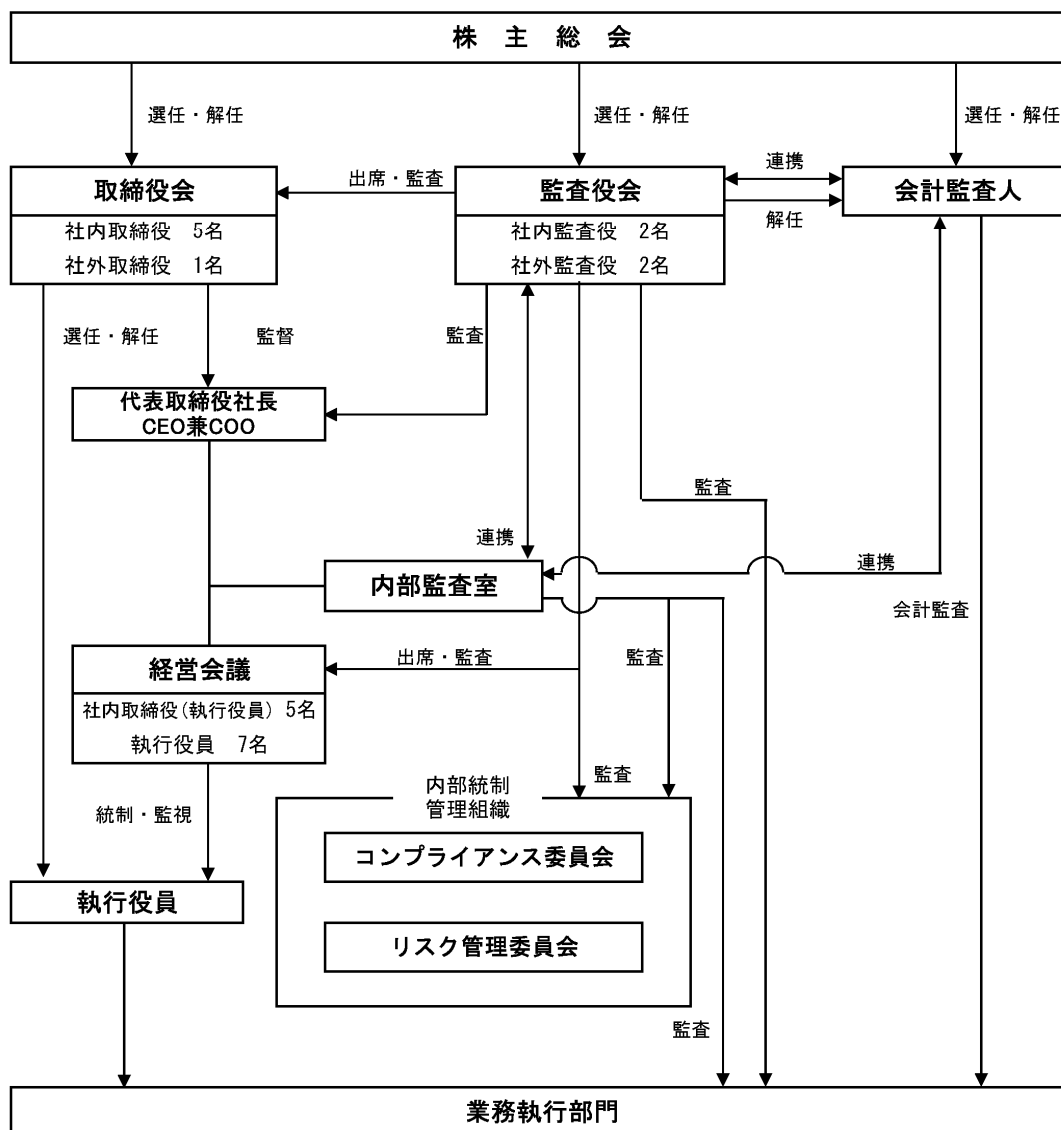 株 主 総 会
選任・解任
選任・解任
選任・解任
取締役会
社内取締役 5名
社外取締役 1名
出席・監査
監査役会
社内監査役 2名
社外監査役 2名
連携
解任
会計監査人
選任・解任
監督
監査
代表取締役社長
CEO兼COO
監査
連携
内部監査室
連携
会計監査
経営会議
社内取締役(執行役員) 5名
執行役員 7名
出席・監査
監査
監査
統制・監視
内部統制
管理組織
コンプライアンス委員会
リスク管理委員会
執行役員
監査
業務執行部門